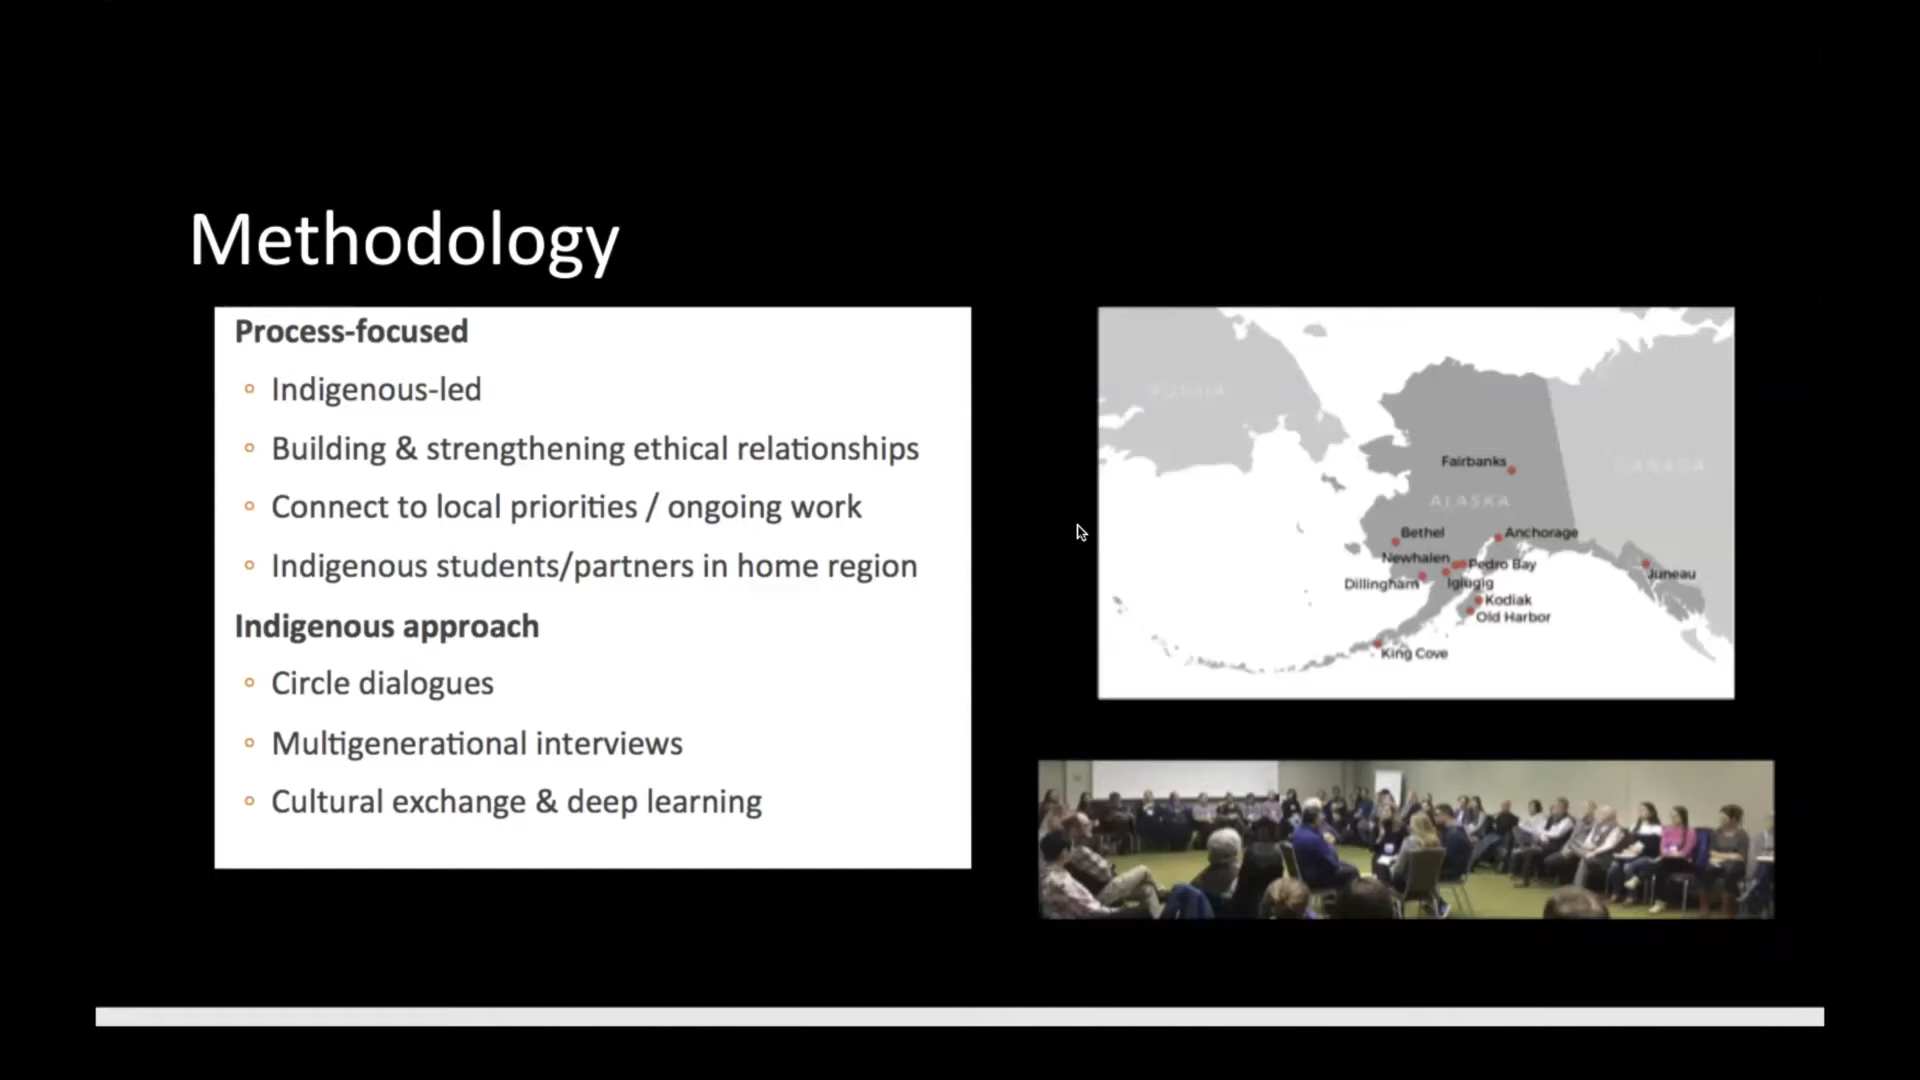 Methodology
Process-focused
Indigenous-led
Building & strengthening ethical relationships
Connect to local priorities / ongoing work
Indigenous students/partners in home region
Indigenous approach
Circle dialogues
Multigenerational interviews
Cultural exchange & deep learning
RUSSIA
CANADA
Fairbanks
ALASKA
Bethel
Anchorage
Newhalen
Pedro Bay
Dillingham
Igiugig
Juneau
Kodiak
Old Harbor
King Cove